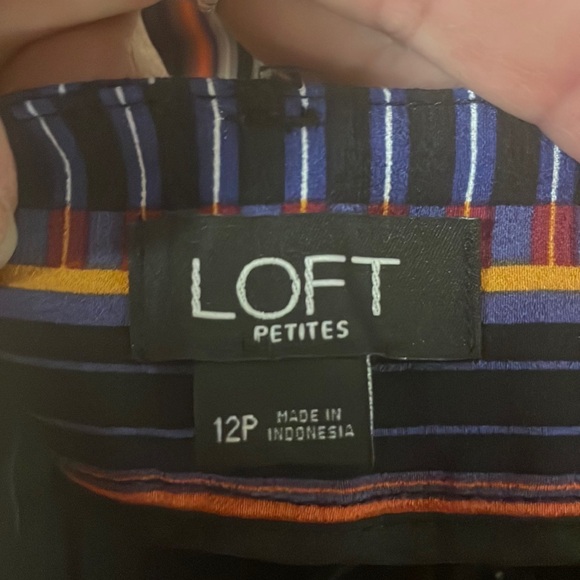 LOFT
PETITES
12P
MADE IN
INDONESIA